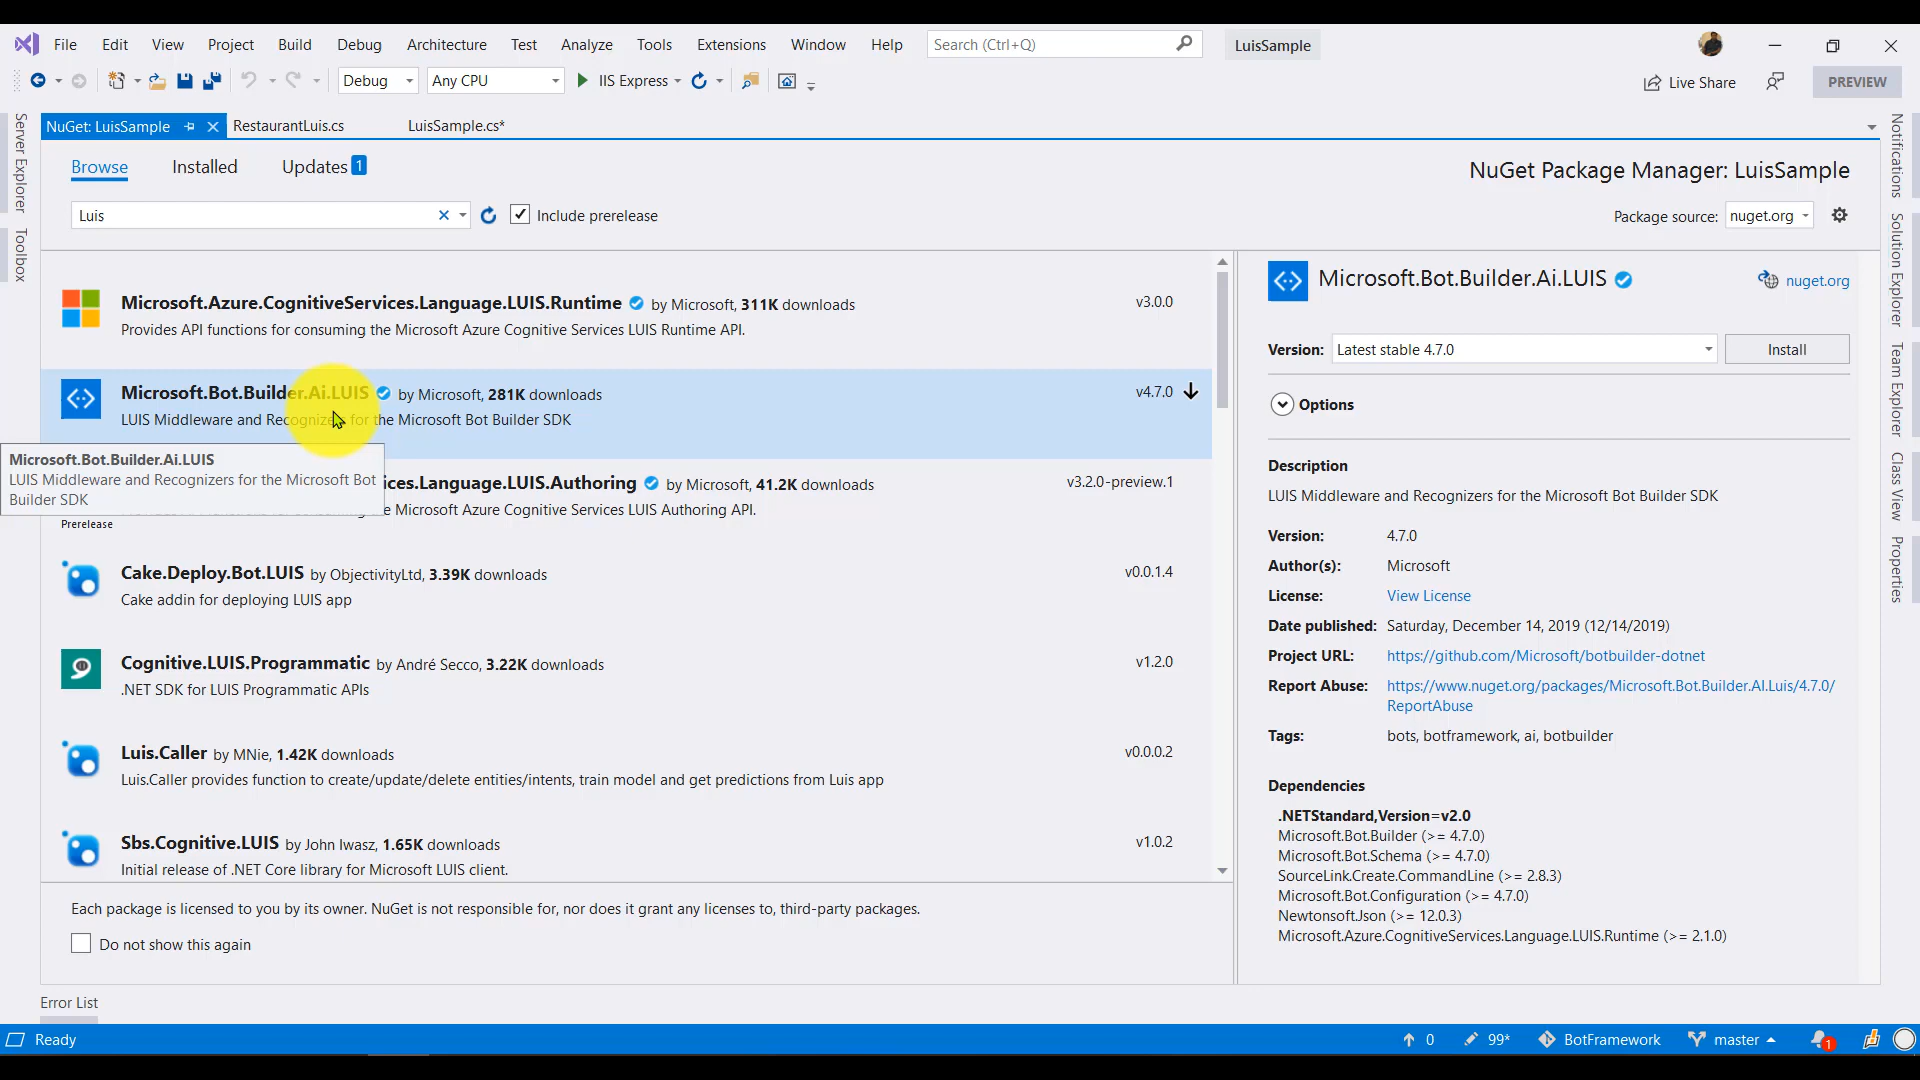 File Edit View Project Build Debug Architecture Test Analyze Tools Extensions Window Help Search (Ctrl+Q) LuisSample
Debug Any CPU IIS Express Live Share PREVIEW
NuGet: LuisSample RestaurantLuis.cs LuisSample.cs*
Server Explorer
Toolbox
Notifications
Solution Explorer
Team Explorer
Class View
Properties
Browse Installed Updates 1
NuGet Package Manager: LuisSample
Luis Include prerelease
Package source: nuget.org
Microsoft.Azure.CognitiveServices.Language.LUIS.Runtime by Microsoft, 311K downloads v3.0.0
Provides API functions for consuming the Microsoft Azure Cognitive Services LUIS Runtime API.
Microsoft.Bot.Builder.Ai.LUIS by Microsoft, 281K downloads v4.7.0
LUIS Middleware and Recognizers for the Microsoft Bot Builder SDK
Microsoft.Bot.Builder.Ai.LUIS
LUIS Middleware and Recognizers for the Microsoft Bot
Builder SDK
ices.Language.LUIS.Authoring by Microsoft, 41.2K downloads v3.2.0-preview.1
Microsoft Azure Cognitive Services LUIS Authoring API.
Prerelease
Cake.Deploy.Bot.LUIS by ObjectivityLtd, 3.39K downloads v0.0.1.4
Cake addin for deploying LUIS app
Cognitive.LUIS.Programmatic by André Secco, 3.22K downloads v1.2.0
.NET SDK for LUIS Programmatic APIs
Luis.Caller by MNie, 1.42K downloads v0.0.0.2
Luis.Caller provides function to create/update/delete entities/intents, train model and get predictions from Luis app
Sbs.Cognitive.LUIS by John Iwasz, 1.65K downloads v1.0.2
Initial release of .NET Core library for Microsoft LUIS client.
Each package is licensed to you by its owner. NuGet is not responsible for, nor does it grant any licenses to, third-party packages.
Do not show this again
Microsoft.Bot.Builder.Ai.LUIS nuget.org
Version: Latest stable 4.7.0 Install
Options
Description
LUIS Middleware and Recognizers for the Microsoft Bot Builder SDK
Version: 4.7.0
Author(s): Microsoft
License: View License
Date published: Saturday, December 14, 2019 (12/14/2019)
Project URL: https://github.com/Microsoft/botbuilder-dotnet
Report Abuse: https://www.nuget.org/packages/Microsoft.Bot.Builder.AI.Luis/4.7.0/
ReportAbuse
Tags: bots, botframework, ai, botbuilder
Dependencies
.NETStandard,Version=v2.0
Microsoft.Bot.Builder (>= 4.7.0)
Microsoft.Bot.Schema (>= 4.7.0)
SourceLink.Create.CommandLine (>= 2.8.3)
Microsoft.Bot.Configuration (>= 4.7.0)
Newtonsoft.Json (>= 12.0.3)
Microsoft.Azure.CognitiveServices.Language.LUIS.Runtime (>= 2.1.0)
Error List
Ready 0 99* BotFramework master 1